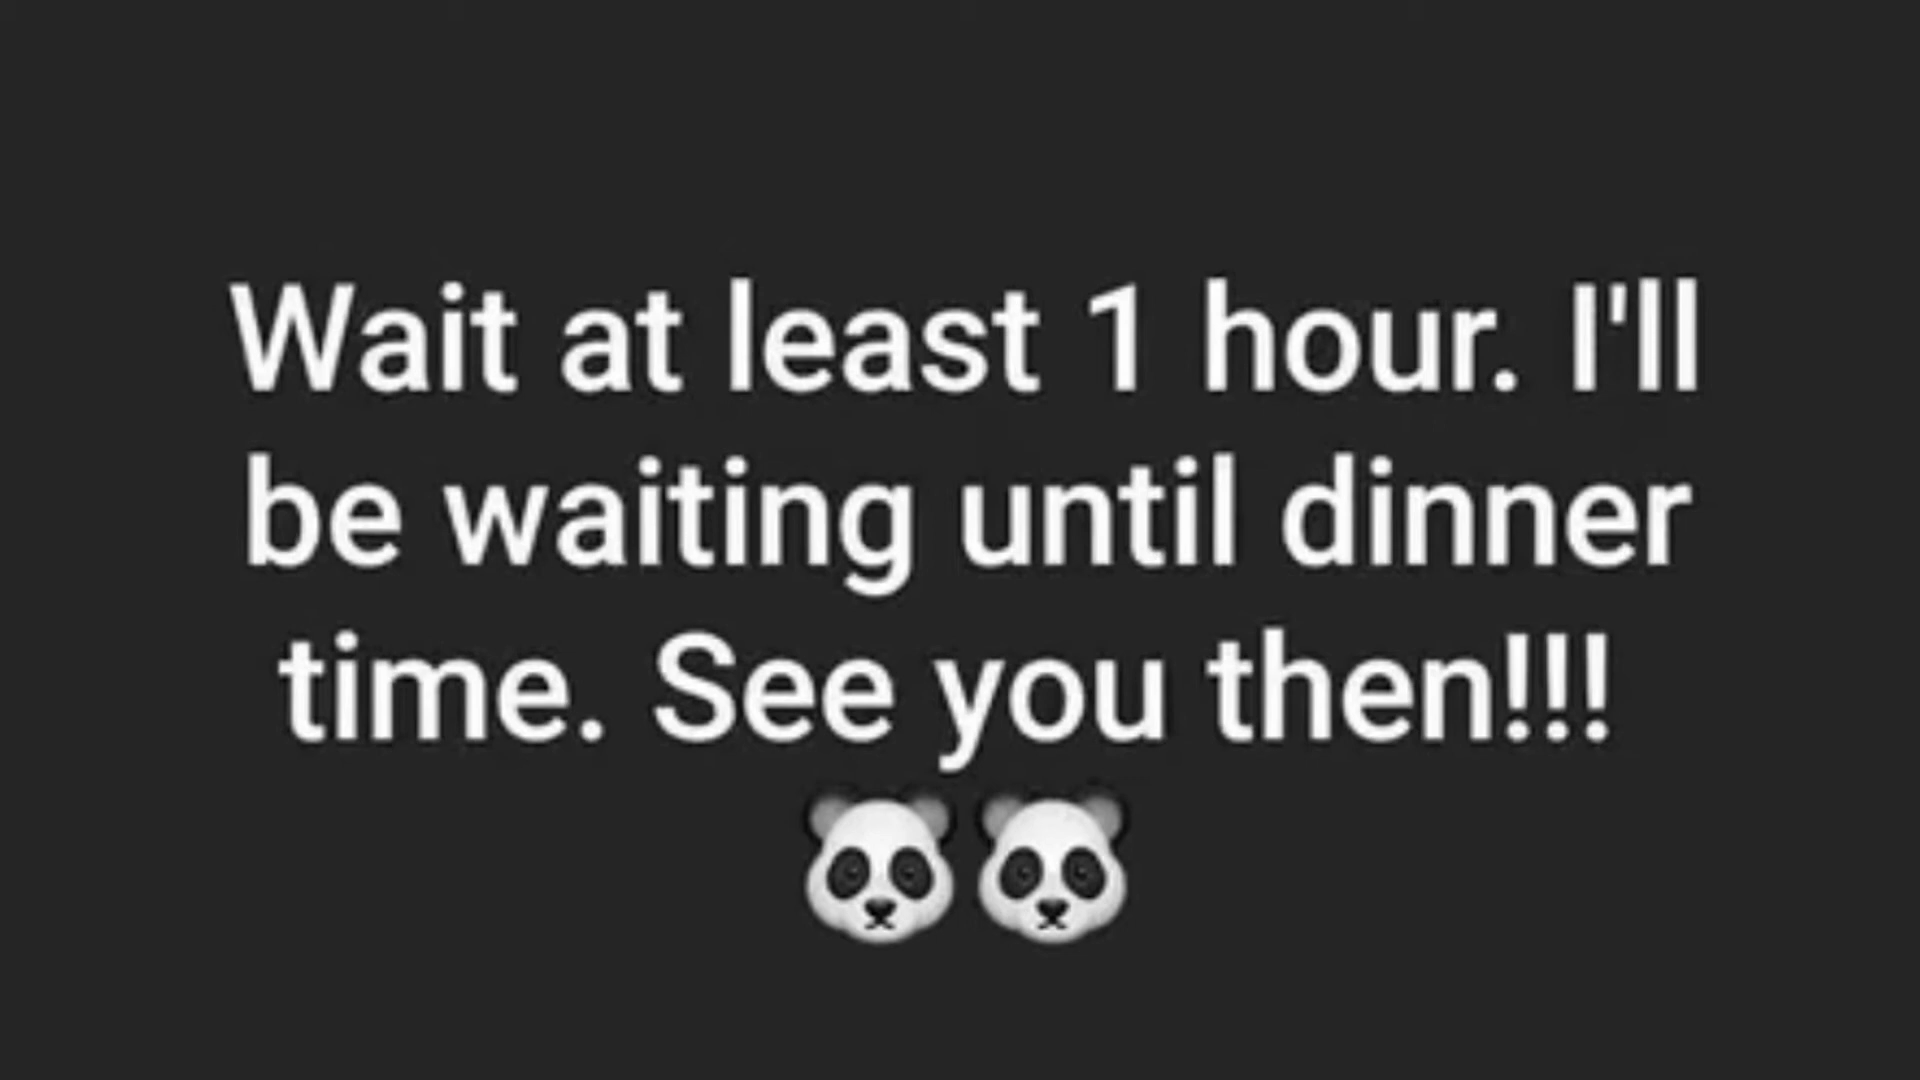 Wait at least 1 hour. I'll
be waiting until dinner
time. See you then!!!
🐼🐼